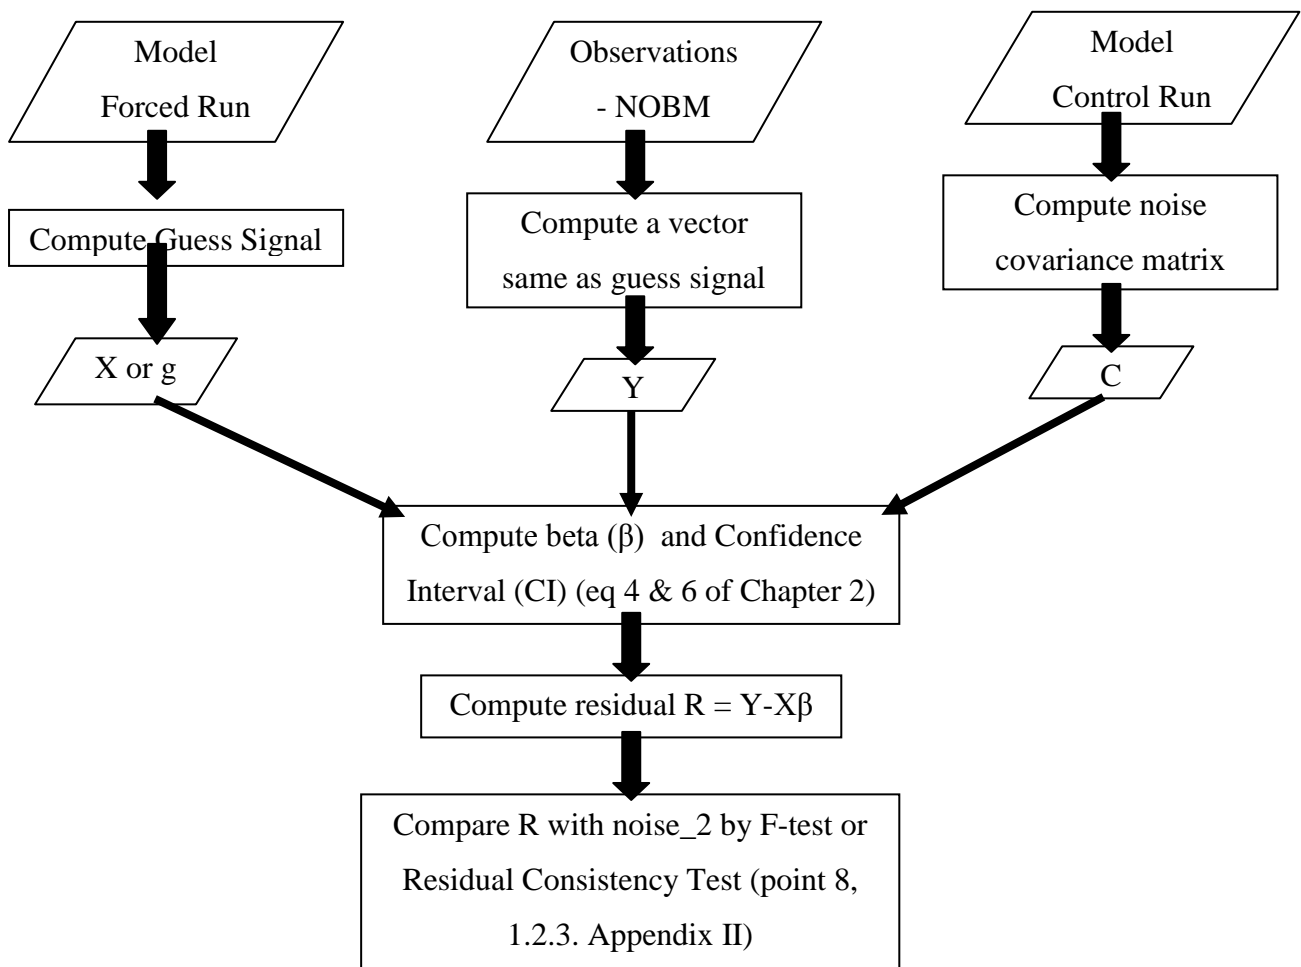 Model
Forced Run
Observations
- NOBM
Model
Control Run
Compute Guess Signal
Compute a vector
same as guess signal
Compute noise
covariance matrix
X or g
Y
C
Compute beta (β) and Confidence
Interval (CI) (eq 4 & 6 of Chapter 2)
Compute residual R = Y-Xβ
Compare R with noise_2 by F-test or
Residual Consistency Test (point 8,
1.2.3. Appendix II)